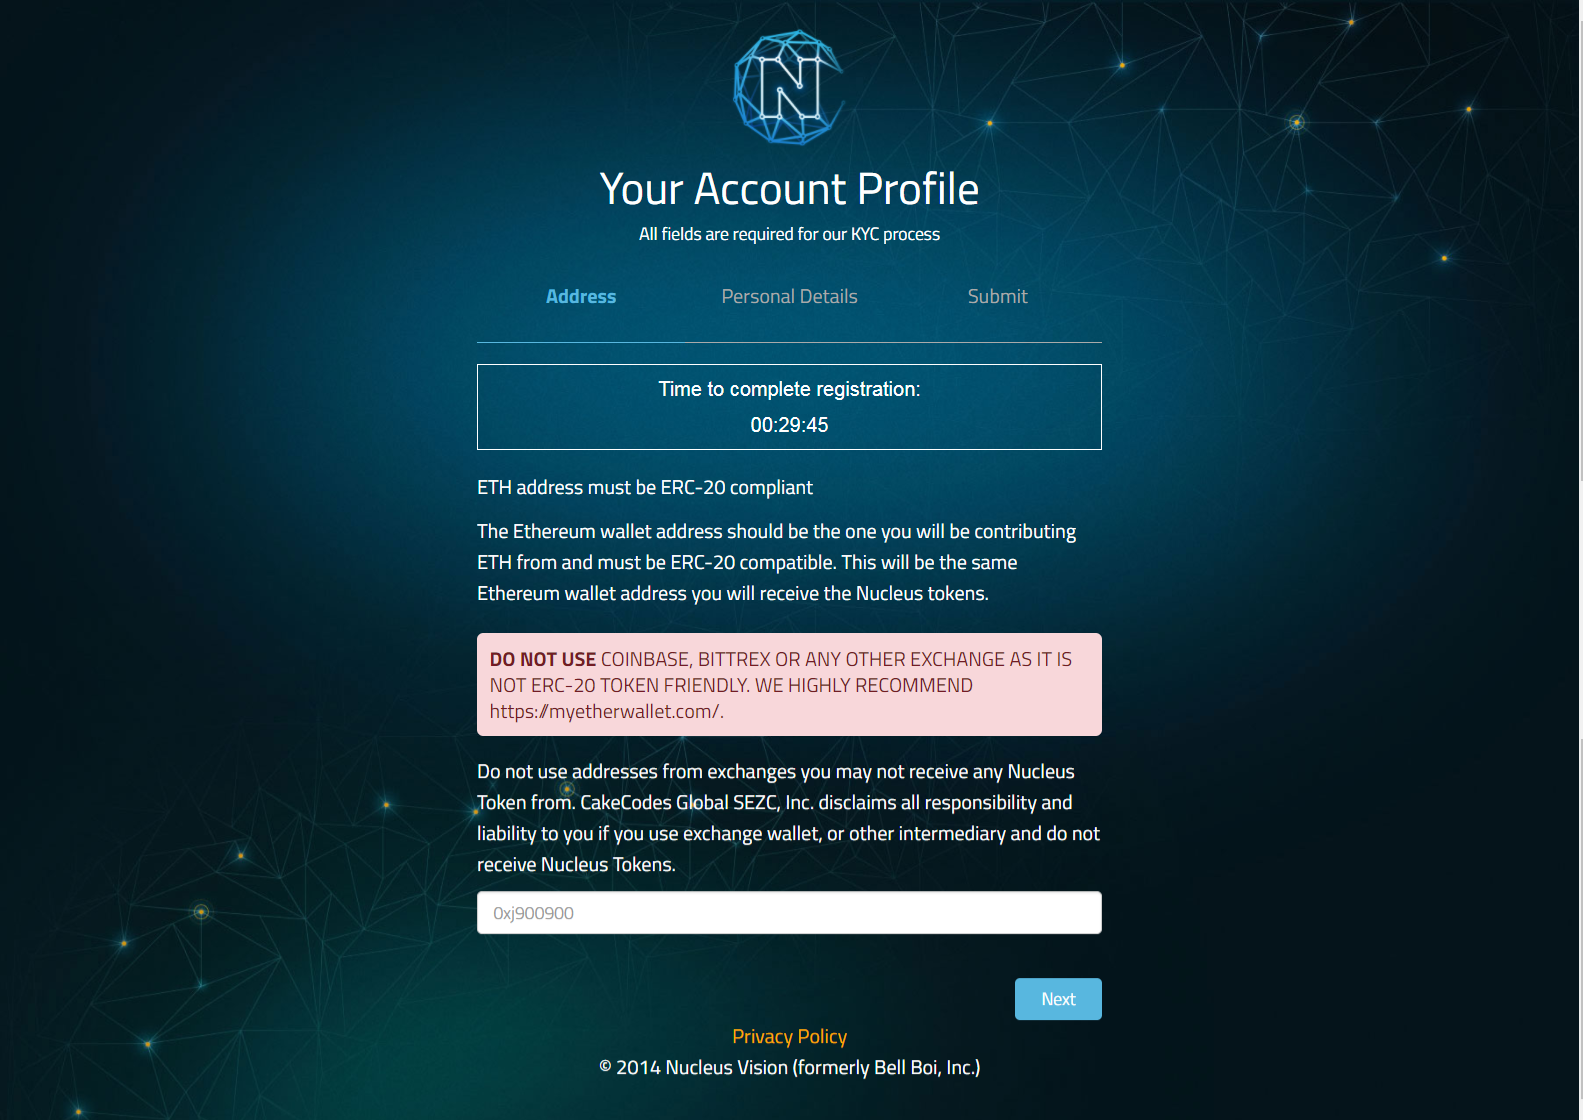 N
Your Account Profile
All fields are required for our KYC process
Address Personal Details Submit
Time to complete registration:
00:29:45
ETH address must be ERC-20 compliant
The Ethereum wallet address should be the one you will be contributing
ETH from and must be ERC-20 compatible. This will be the same
Ethereum wallet address you will receive the Nucleus tokens.
DO NOT USE COINBASE, BITTREX OR ANY OTHER EXCHANGE AS IT IS
NOT ERC-20 TOKEN FRIENDLY. WE HIGHLY RECOMMEND
https://myetherwallet.com/.
Do not use addresses from exchanges you may not receive any Nucleus
Token from. CakeCodes Global SEZC, Inc. disclaims all responsibility and
liability to you if you use exchange wallet, or other intermediary and do not
receive Nucleus Tokens.
0xj900900
Next
Privacy Policy
© 2014 Nucleus Vision (formerly Bell Boi, Inc.)